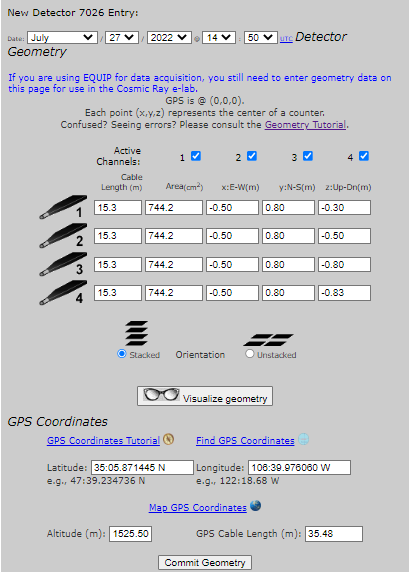 New Detector 7026 Entry:
Date: July / 27 / 2022 @ 14 : 50 UTC Detector
Geometry
If you are using EQUIP for data acquisition, you still need to enter geometry data on
this page for use in the Cosmic Ray e-lab.
GPS is @ (0,0,0).
Each point (x,y,z) represents the center of a counter.
Confused? Seeing errors? Please consult the Geometry Tutorial.
Active
Channels: 1 2 3 4
Cable
Length (m) Area(cm2) x:E-W(m) y:N-S(m) z:Up-Dn(m)
1 15.3 744.2 -0.50 0.80 -0.30
2 15.3 744.2 -0.50 0.80 -0.50
3 15.3 744.2 -0.50 0.80 -0.80
4 15.3 744.2 -0.50 0.80 -0.83
Stacked Orientation Unstacked
Visualize geometry
GPS Coordinates
GPS Coordinates Tutorial Find GPS Coordinates
Latitude: 35:05.871445 N Longitude: 106:39.976060 W
e.g., 47:39.234736 N e.g., 122:18.68 W
Map GPS Coordinates
Altitude (m): 1525.50 GPS Cable Length (m): 35.48
Commit Geometry